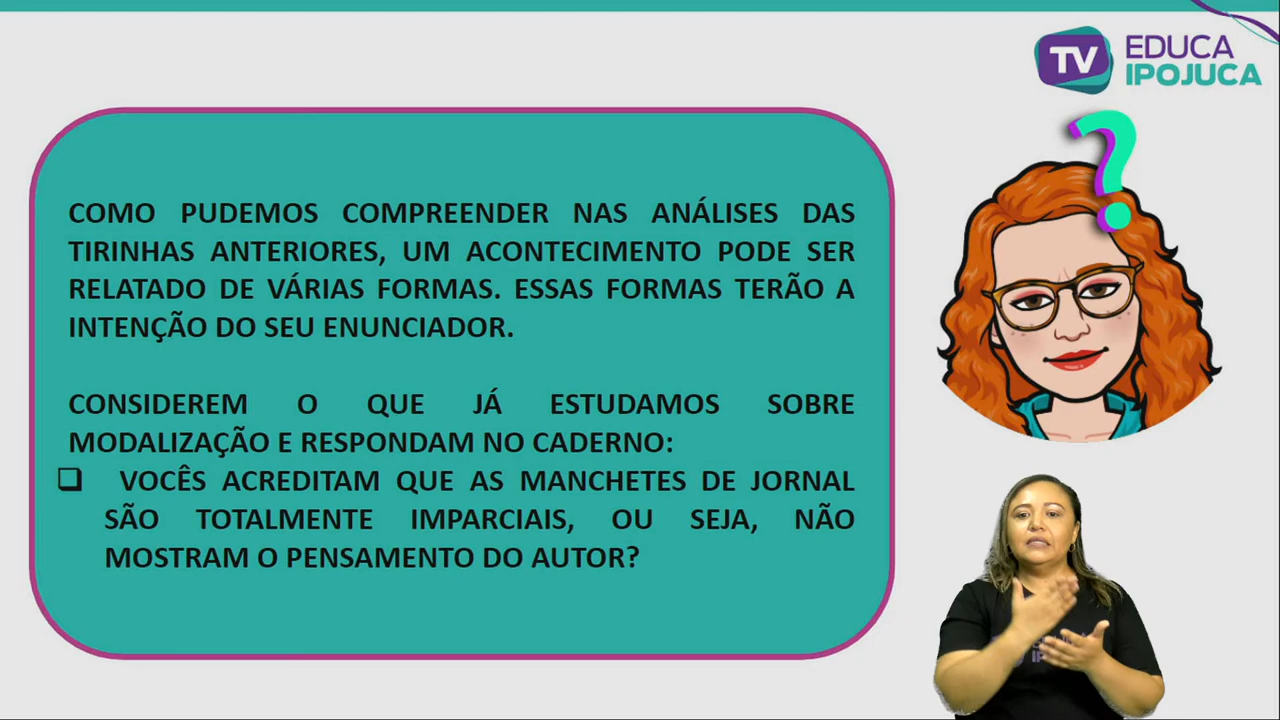 TV EDUCA
IPOJUCA
COMO PUDEMOS COMPREENDER NAS ANÁLISES DAS
TIRINHAS ANTERIORES, UM ACONTECIMENTO PODE SER
RELATADO DE VÁRIAS FORMAS. ESSAS FORMAS TERÃO A
INTENÇÃO DO SEU ENUNCIADOR.
CONSIDEREM O QUE JÁ ESTUDAMOS SOBRE
MODALIZAÇÃO E RESPONDAM NO CADERNO:
❑ VOCÊS ACREDITAM QUE AS MANCHETES DE JORNAL
SÃO TOTALMENTE IMPARCIAIS, OU SEJA, NÃO
MOSTRAM O PENSAMENTO DO AUTOR?
?